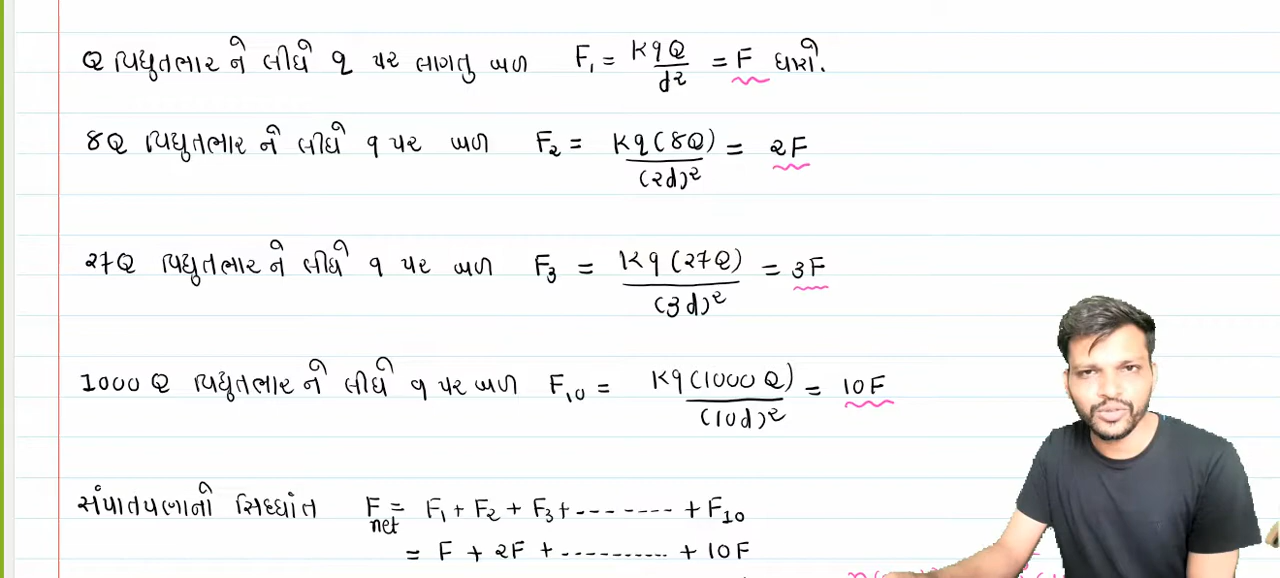 Q વિદ્યુતભાર ને લીધે q પર લાગતુ બળ F₁ = KqQ/d² = F ધારો.
8Q વિદ્યુતભાર ને લીધે q પર બળ F₂ = Kq(8Q)/(2d)² = 2F
27Q વિદ્યુતભાર ને લીધે q પર બળ F₃ = Kq(27Q)/(3d)² = 3F
1000 Q વિદ્યુતભાર ને લીધે q પર બળ F₁₀ = Kq(1000 Q)/(10d)² = 10F
સંપાતપણાનો સિધ્ધાંત F net = F₁ + F₂ + F₃ + -------- + F₁₀
= F + 2F + ---------- + 10F